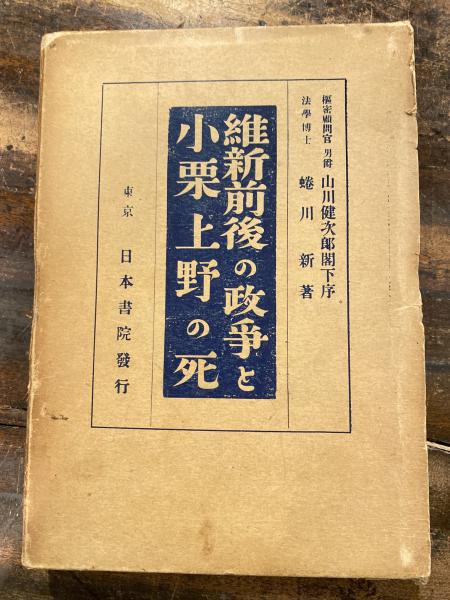 樞密顧問官 男爵 山川健次郎閣下序
法學博士 蜷川新著
維新前後の政爭と
小栗上野の死
東京 日本書院發行